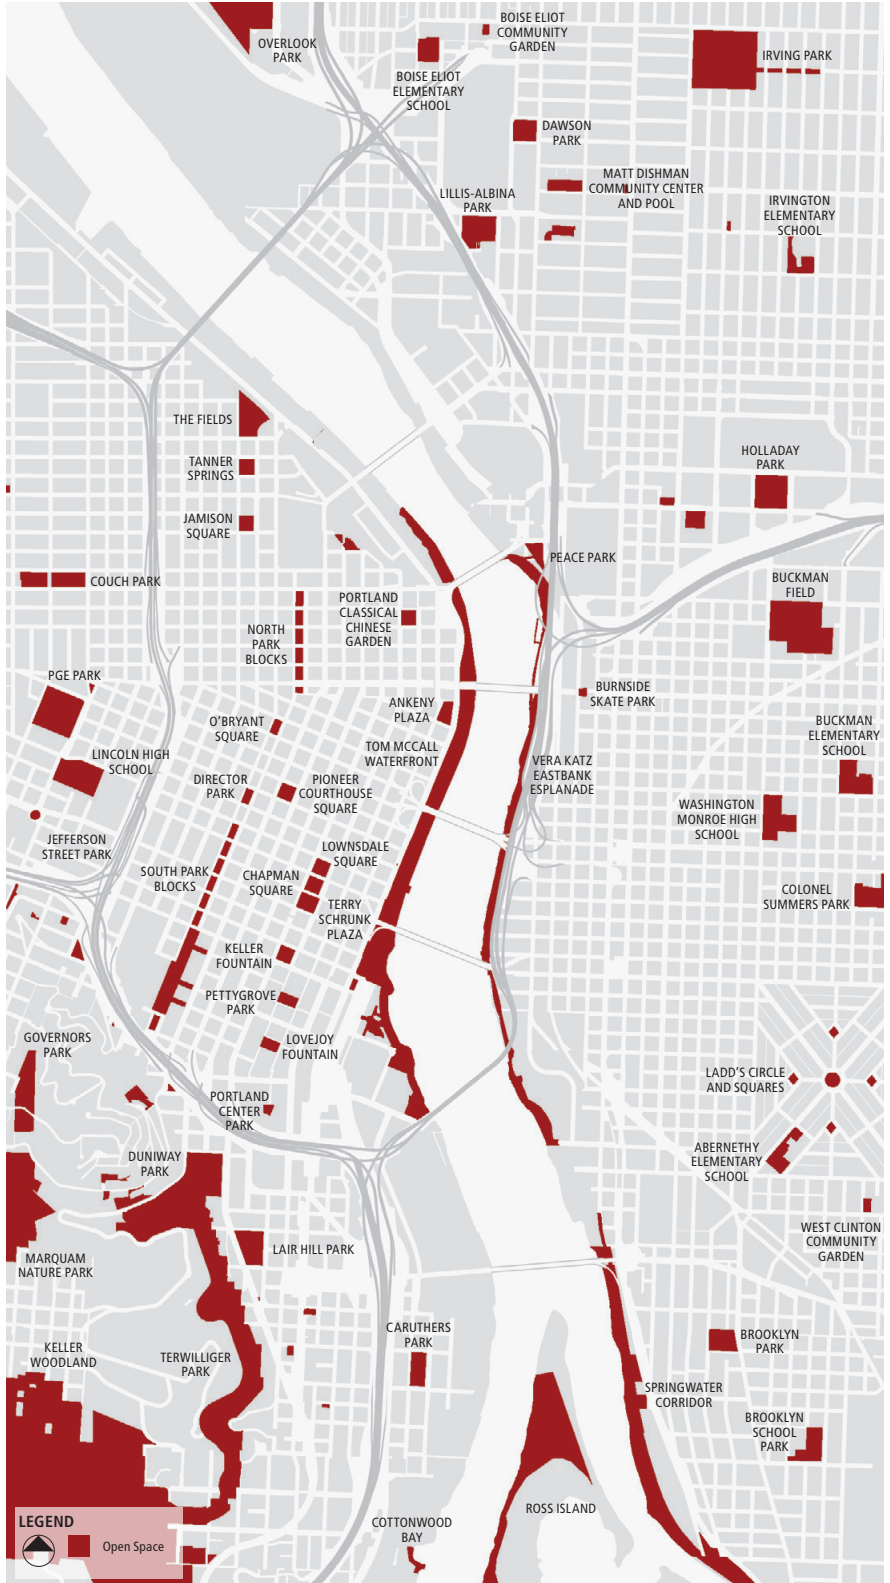 OVERLOOK
PARK
BOISE ELIOT
COMMUNITY
GARDEN
BOISE ELIOT
ELEMENTARY
SCHOOL
IRVING PARK
DAWSON
PARK
MATT DISHMAN
COMMUNITY CENTER
AND POOL
LILLIS-ALBINA
PARK
IRVINGTON
ELEMENTARY
SCHOOL
THE FIELDS
TANNER
SPRINGS
HOLLADAY
PARK
JAMISON
SQUARE
PEACE PARK
COUCH PARK
BUCKMAN
FIELD
PORTLAND
CLASSICAL
CHINESE
GARDEN
NORTH
PARK
BLOCKS
PGE PARK
BURNSIDE
SKATE PARK
ANKENY
PLAZA
O'BRYANT
SQUARE
BUCKMAN
ELEMENTARY
SCHOOL
TOM MCCALL
WATERFRONT
LINCOLN HIGH
SCHOOL
VERA KATZ
EASTBANK
ESPLANADE
DIRECTOR
PARK
PIONEER
COURTHOUSE
SQUARE
WASHINGTON
MONROE HIGH
SCHOOL
JEFFERSON
STREET PARK
LOWNSDALE
SQUARE
SOUTH PARK
BLOCKS
CHAPMAN
SQUARE
COLONEL
SUMMERS PARK
TERRY
SCHRUNK
PLAZA
KELLER
FOUNTAIN
PETTYGROVE
PARK
GOVERNORS
PARK
LOVEJOY
FOUNTAIN
LADD'S CIRCLE
AND SQUARES
PORTLAND
CENTER
PARK
ABERNETHY
ELEMENTARY
SCHOOL
DUNIWAY
PARK
WEST CLINTON
COMMUNITY
GARDEN
LAIR HILL PARK
MARQUAM
NATURE PARK
CARUTHERS
PARK
BROOKLYN
PARK
KELLER
WOODLAND
TERWILLIGER
PARK
SPRINGWATER
CORRIDOR
BROOKLYN
SCHOOL
PARK
ROSS ISLAND
COTTONWOOD
BAY
LEGEND
Open Space